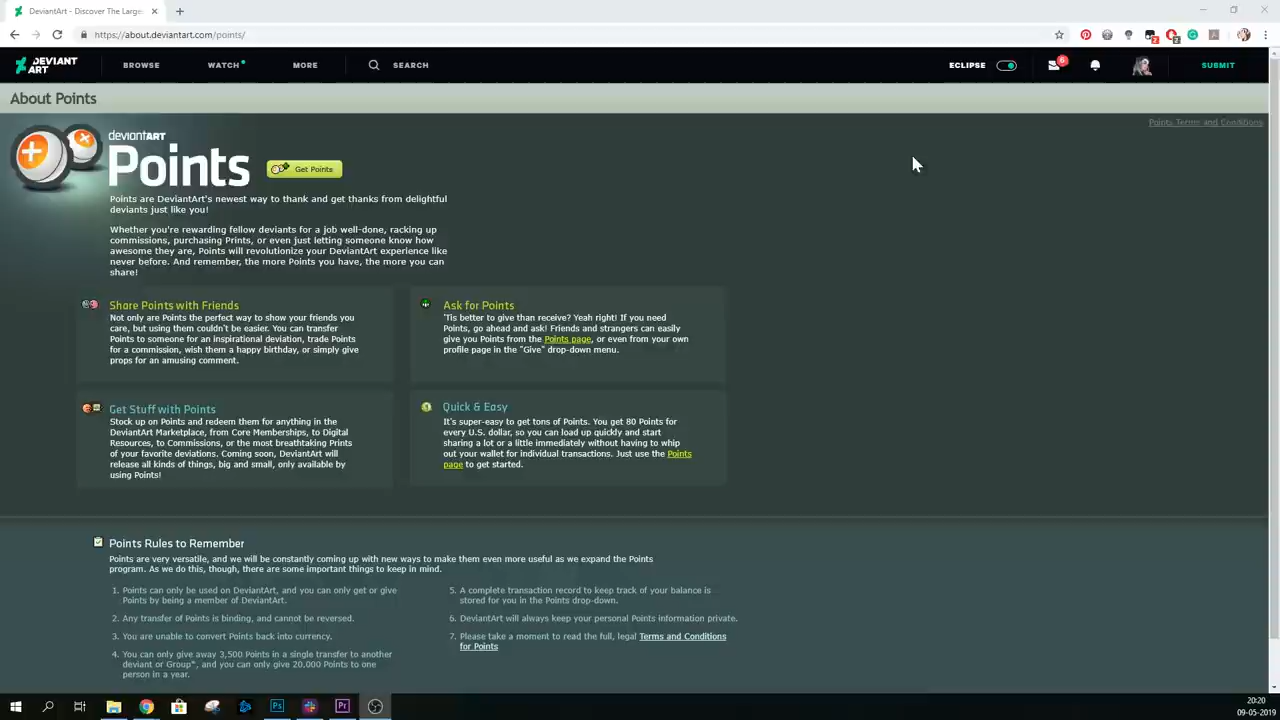 DeviantArt - Discover The Large
https://about.deviantart.com/points/
2
2
DEVIANT ART
BROWSE
WATCH
MORE
SEARCH
ECLIPSE
6
SUBMIT
About Points
Points Terms and Conditions
deviantART
Points
Get Points
Points are DeviantArt's newest way to thank and get thanks from delightful
deviants just like you!
Whether you're rewarding fellow deviants for a job well-done, racking up
commissions, purchasing Prints, or even just letting someone know how
awesome they are, Points will revolutionize your DeviantArt experience like
never before. And remember, the more Points you have, the more you can
share!
Share Points with Friends
Not only are Points the perfect way to show your friends you
care, but using them couldn't be easier. You can transfer
Points to someone for an inspirational deviation, trade Points
for a commission, wish them a happy birthday, or simply give
props for an amusing comment.
Ask for Points
'Tis better to give than receive? Yeah right! If you need
Points, go ahead and ask! Friends and strangers can easily
give you Points from the Points page, or even from your own
profile page in the "Give" drop-down menu.
Get Stuff with Points
Stock up on Points and redeem them for anything in the
DeviantArt Marketplace, from Core Memberships, to Digital
Resources, to Commissions, or the most breathtaking Prints
of your favorite deviations. Coming soon, DeviantArt will
release all kinds of things, big and small, only available by
using Points!
Quick & Easy
It's super-easy to get tons of Points. You get 80 Points for
every U.S. dollar, so you can load up quickly and start
sharing a lot or a little immediately without having to whip
out your wallet for individual transactions. Just use the Points
page to get started.
Points Rules to Remember
Points are very versatile, and we will be constantly coming up with new ways to make them even more useful as we expand the Points
program. As we do this, though, there are some important things to keep in mind.
1. Points can only be used on DeviantArt, and you can only get or give
Points by being a member of DeviantArt.
2. Any transfer of Points is binding, and cannot be reversed.
3. You are unable to convert Points back into currency.
4. You can only give away 3,500 Points in a single transfer to another
deviant or Group*, and you can only give 20,000 Points to one
person in a year.
5. A complete transaction record to keep track of your balance is
stored for you in the Points drop-down.
6. DeviantArt will always keep your personal Points information private.
7. Please take a moment to read the full, legal Terms and Conditions
for Points
Ps
Pr
20:20
09-05-2019